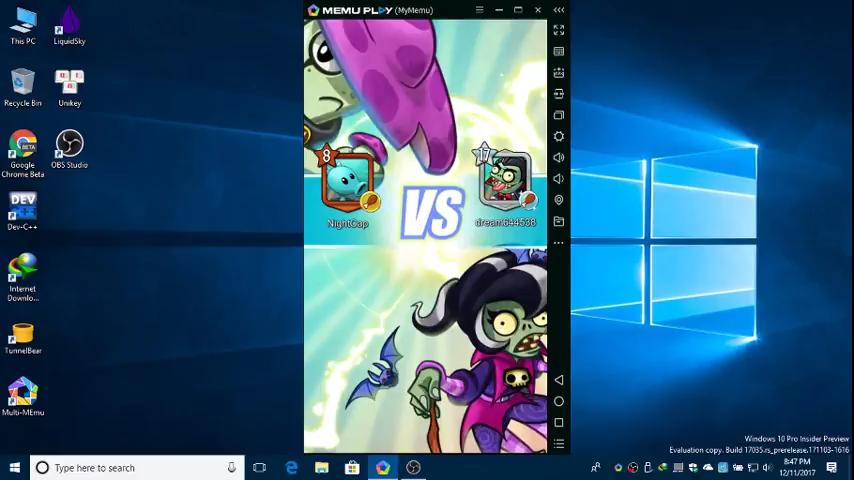 MEMU PLAY (MyMemu)
This PC
LiquidSky
Recycle Bin
Unikey
Google Chrome Beta
OBS Studio
DEV
DEV-C++
Internet Downlo...
TunnelBear
Multi-MEmu
8
17
VS
NightCap
dream644538
Windows 10 Pro Insider Preview
Evaluation copy. Build 17035.rs_prerelease.171103-1616
Type here to search
8:47 PM
12/11/2017